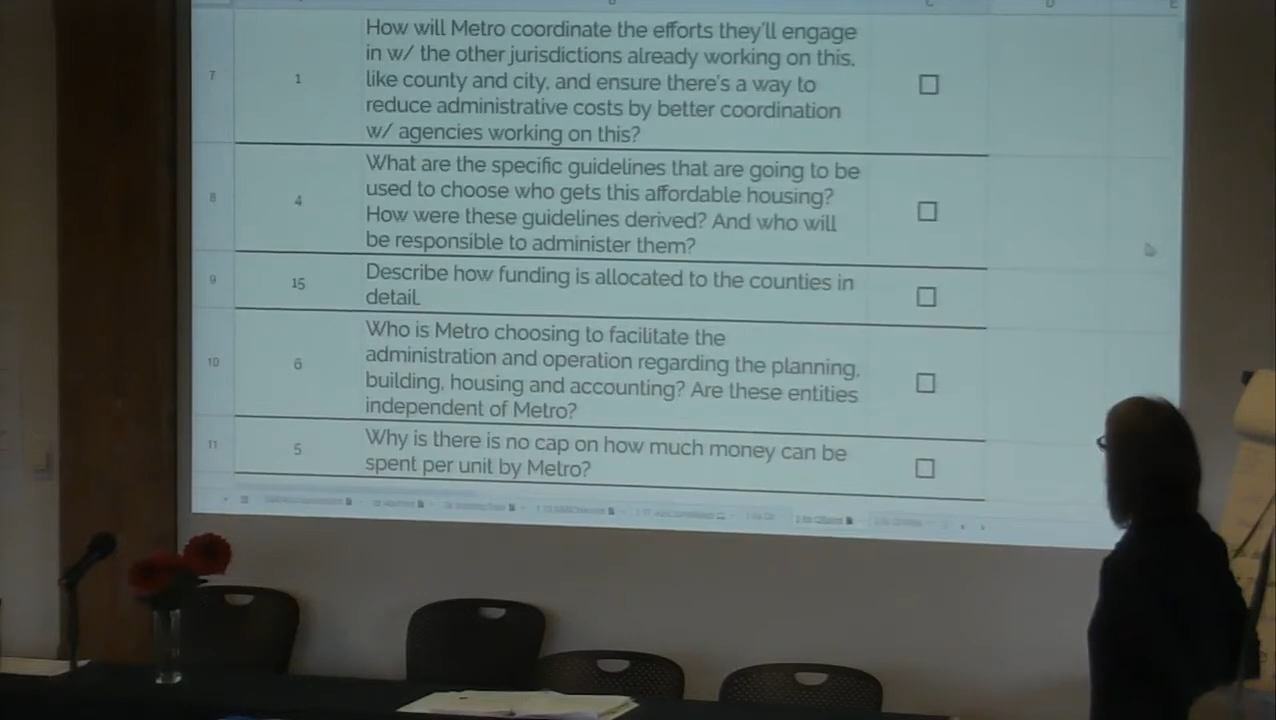 C
D
E
How will Metro coordinate the efforts they'll engage
in w/ the other jurisdictions already working on this,
7 1 like county and city, and ensure there's a way to
reduce administrative costs by better coordination
w/ agencies working on this?
What are the specific guidelines that are going to be
8 4 used to choose who gets this affordable housing?
How were these guidelines derived? And who will
be responsible to administer them?
9 15 Describe how funding is allocated to the counties in
detail.
Who is Metro choosing to facilitate the
10 6 administration and operation regarding the planning,
building, housing and accounting? Are these entities
independent of Metro?
11 5 Why is there is no cap on how much money can be
spent per unit by Metro?